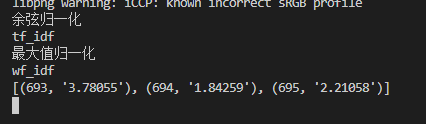 libpng warning: iCCP: known incorrect sRGB profile
余弦归一化
tf_idf
最大值归一化
wf_idf
[(693, '3.78055'), (694, '1.84259'), (695, '2.21058')]